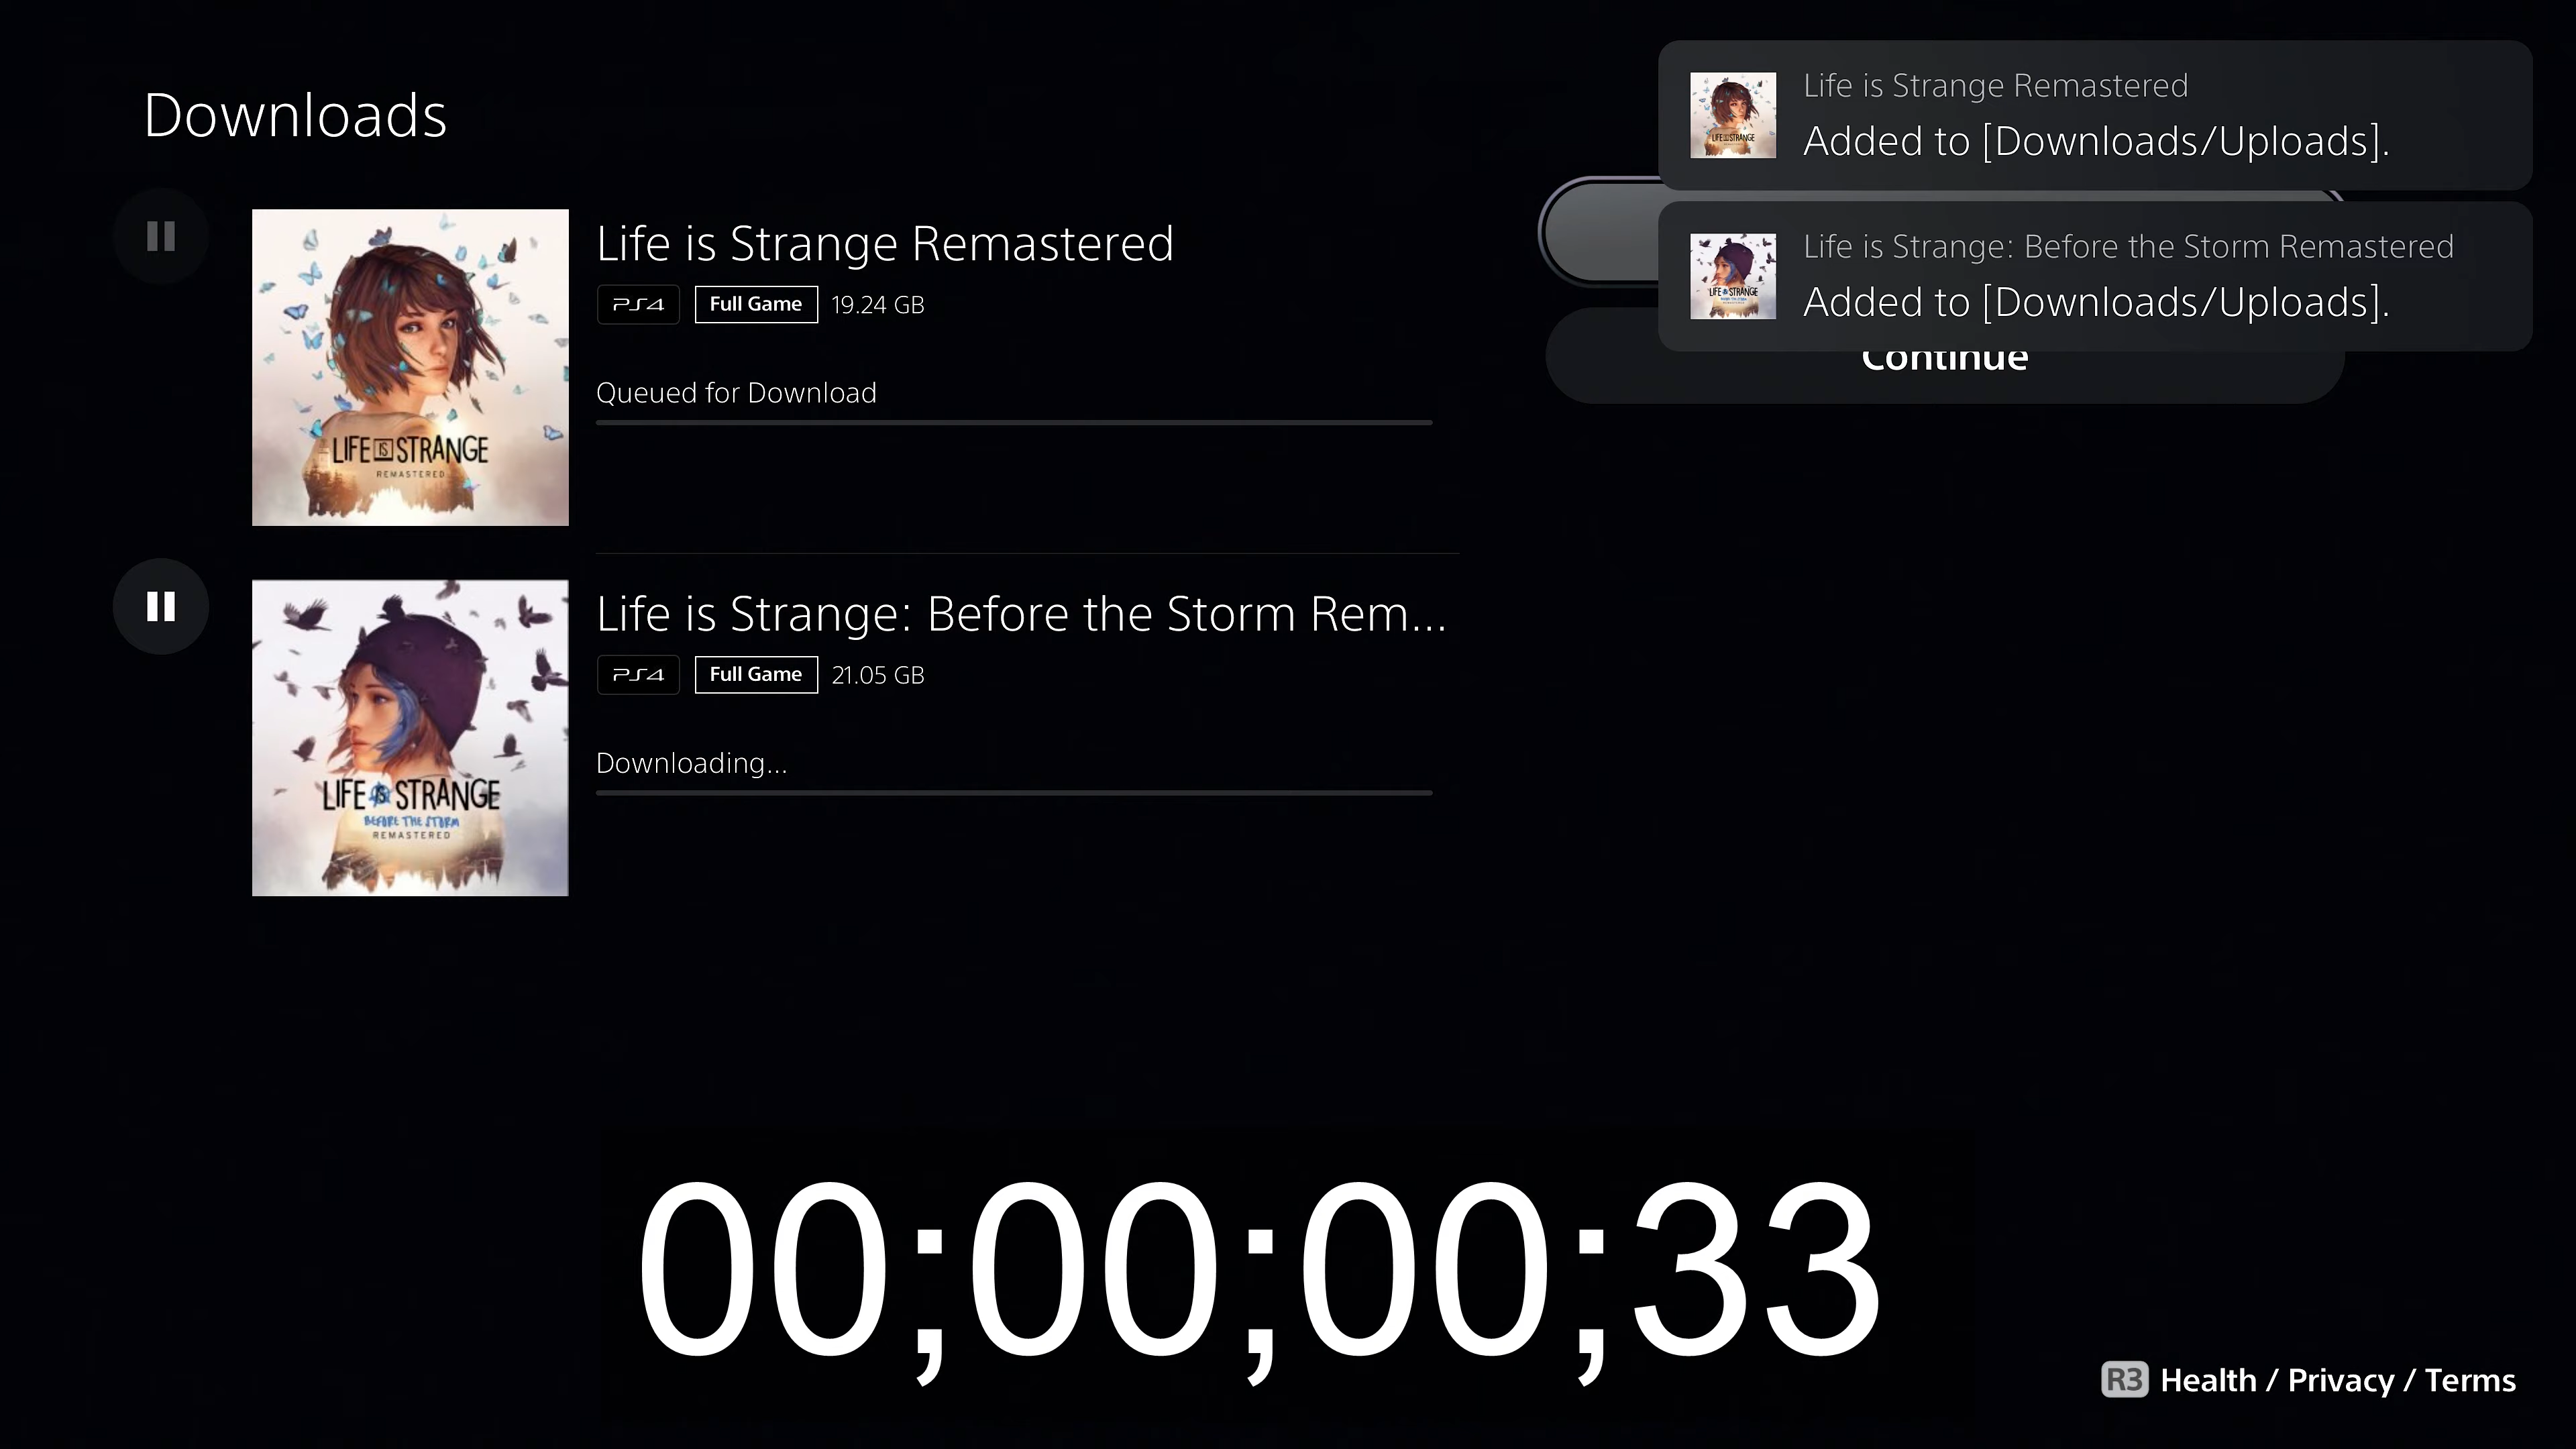 Downloads
Life is Strange Remastered
Added to [Downloads/Uploads].
Life is Strange: Before the Storm Remastered
Added to [Downloads/Uploads].
Continue
LIFE IS STRANGE
REMASTERED
Life is Strange Remastered
PS4 Full Game 19.24 GB
Queued for Download
LIFE IS STRANGE
BEFORE THE STORM
REMASTERED
Life is Strange: Before the Storm Rem...
PS4 Full Game 21.05 GB
Downloading...
00;00;00;33
R3 Health / Privacy / Terms